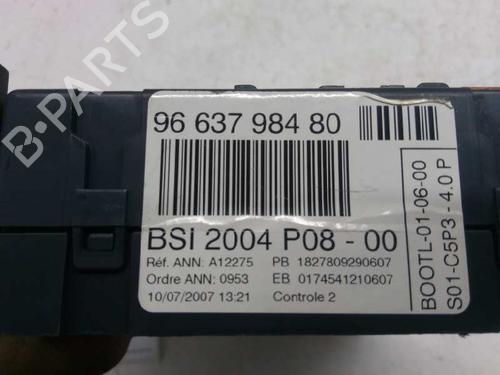 B-PARTS
96 637 984 80
BSI 2004 P08 - 00
Réf. ANN: A12275 PB 1827809290607
Ordre ANN: 0953 EB 0174541210607
10/07/2007 13:21 Controle 2
BOOTL-01-06-00
S01-C5P3 - 4.0 P